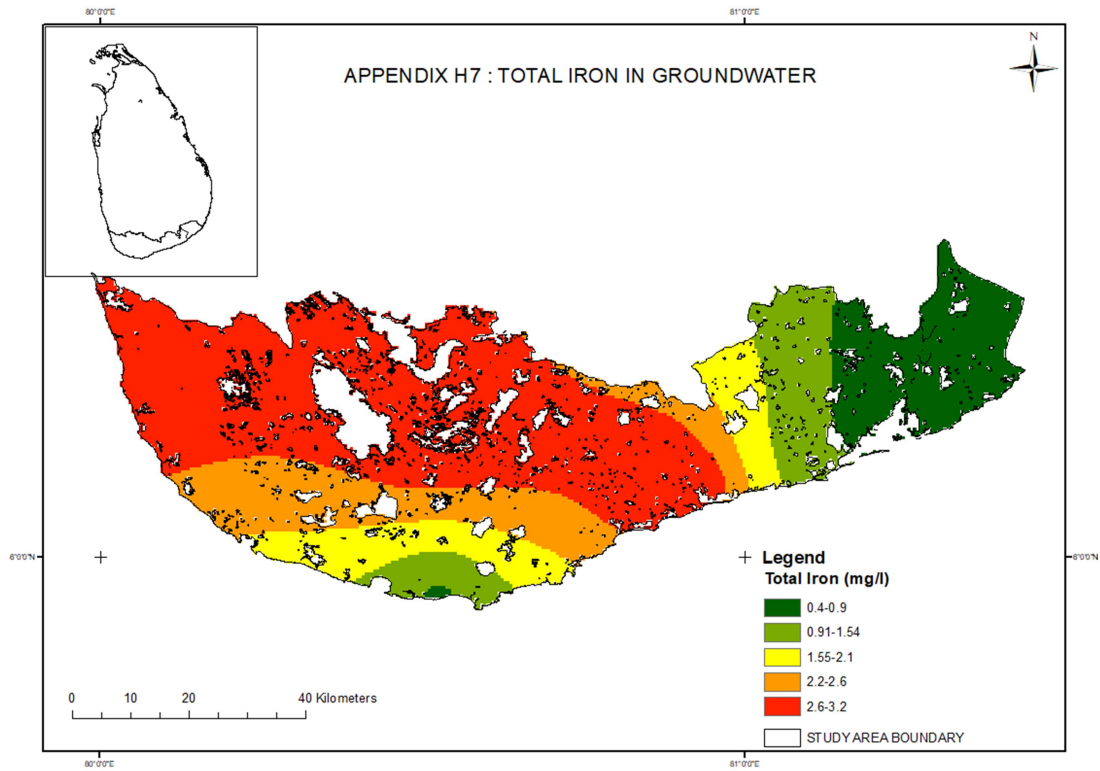 80°0'0"E
81°0'0"E
N
APPENDIX H7 : TOTAL IRON IN GROUNDWATER
6°0'0"N
6°0'0"N
Legend
Total Iron (mg/l)
0.4-0.9
0.91-1.54
1.55-2.1
2.2-2.6
2.6-3.2
STUDY AREA BOUNDARY
0 10 20 40 Kilometers
80°0'0"E
81°0'0"E